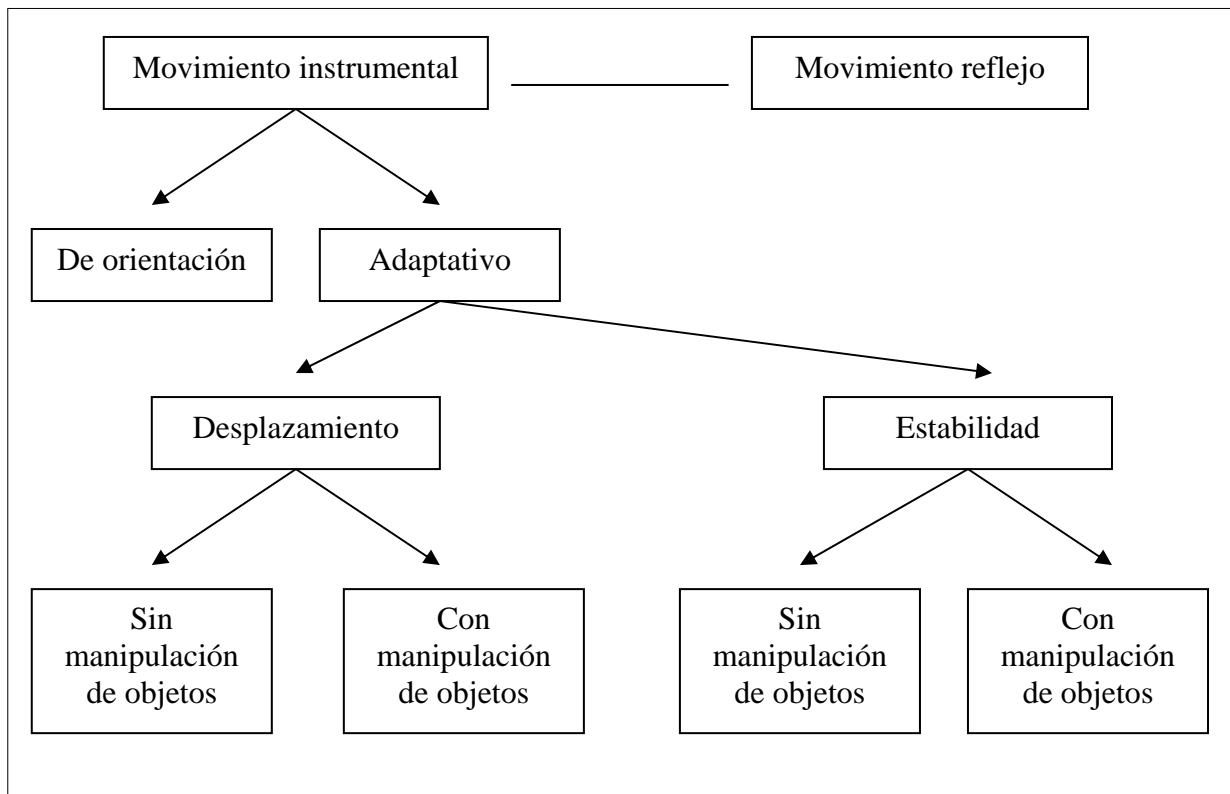 Movimiento instrumental
Movimiento reflejo
De orientación
Adaptativo
Desplazamiento
Estabilidad
Sin
manipulación
de objetos
Con
manipulación
de objetos
Sin
manipulación
de objetos
Con
manipulación
de objetos